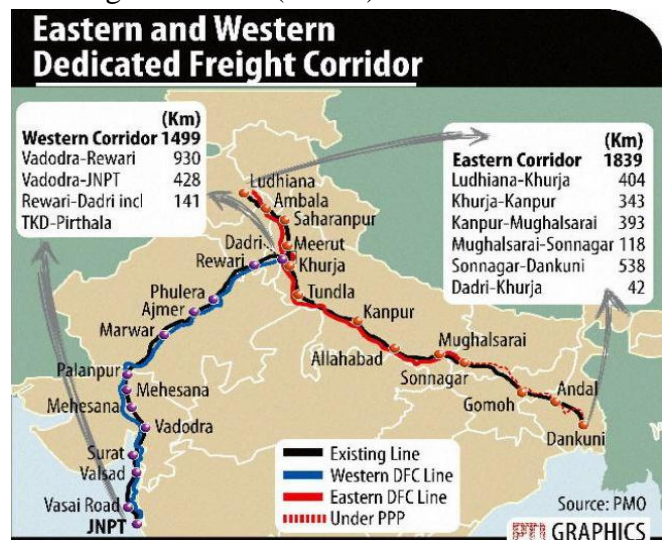 Eastern and Western
Dedicated Freight Corridor
(Km)
Western Corridor 1499
Vadodra-Rewari 930
Vadodra-JNPT 428
Rewari-Dadri incl 141
TKD-Pirthala
(Km)
Eastern Corridor 1839
Ludhiana-Khurja 404
Khurja-Kanpur 343
Kanpur-Mughalsarai 393
Mughalsarai-Sonnagar 118
Sonnagar-Dankuni 538
Dadri-Khurja 42
Ludhiana
Ambala
Saharanpur
Meerut
Dadri
Khurja
Rewari
Tundla
Phulera
Ajmer
Kanpur
Marwar
Mughalsarai
Allahabad
Palanpur
Sonnagar
Mehesana
Andal
Mehesana
Gomoh
Vadodra
Dankuni
Surat
Valsad
Vasai Road
JNPT
Existing Line
Western DFC Line
Eastern DFC Line
Under PPP
Source: PMO
PTI GRAPHICS